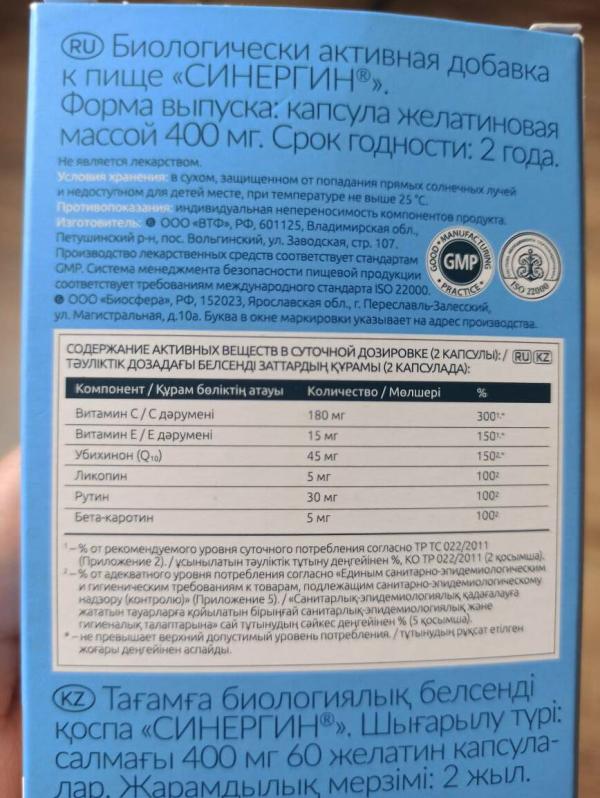 RU Биологически активная добавка
к пище «СИНЕРГИН®».
Форма выпуска: капсула желатиновая
массой 400 мг. Срок годности: 2 года.
Не является лекарством.
Условия хранения: в сухом, защищенном от попадания прямых солнечных лучей
и недоступном для детей месте, при температуре не выше 25 °С.
Противопоказания: индивидуальная непереносимость компонентов продукта.
Изготовитель: ООО «ВТФ», РФ, 601125, Владимирская обл.,
Петушинский р-н, пос. Вольгинский, ул. Заводская, стр. 107.
Производство лекарственных средств соответствует стандартам
GMP. Система менеджмента безопасности пищевой продукции
соответствует требованиям международного стандарта ISO 22000.
ООО «Биосфера», РФ, 152023, Ярославская обл., г. Переславль-Залесский,
ул. Магистральная, д.10а. Буква в окне маркировки указывает на адрес производства.
GOOD MANUFACTURING
GMP
PRACTICE
ISO 22000
СОДЕРЖАНИЕ АКТИВНЫХ ВЕЩЕСТВ В СУТОЧНОЙ ДОЗИРОВКЕ (2 КАПСУЛЫ): / RU KZ
ТӘУЛІКТІК ДОЗАДАҒЫ БЕЛСЕНДІ ЗАТТАРДЫҢ ҚҰРАМЫ (2 КАПСУЛАДА):
Компонент / Құрам бөліктің атауы Количество / Мөлшері %
Витамин С / С дәрумені 180 мг 300¹·*
Витамин Е / Е дәрумені 15 мг 150¹·*
Убихинон (Q₁₀) 45 мг 150²·*
Ликопин 5 мг 100²
Рутин 30 мг 100²
Бета-каротин 5 мг 100²
¹ – % от рекомендуемого уровня суточного потребления согласно ТР ТС 022/2011
(Приложение 2). / ұсынылатын тәуліктік тұтыну деңгейінен %, КО ТР 022/2011 (2 қосымша).
² – % от адекватного уровня потребления согласно «Единым санитарно-эпидемиологическим
и гигиеническим требованиям к товарам, подлежащим санитарно-эпидемиологическому
надзору (контролю)» (Приложение 5). / «Санитарлық-эпидемиологиялық қадағалауға
жататын тауарларға қойылатын бірыңғай санитарлық-эпидемиологиялық және
гигиеналық талаптарына» сай тұтынудың сәйкес деңгейінен % (5 қосымша).
* – не превышает верхний допустимый уровень потребления. / тұтынудың рұқсат етілген
жоғары деңгейінен аспайды.
KZ Тағамға биологиялық белсенді
қоспа «СИНЕРГИН®». Шығарылу түрі:
салмағы 400 мг 60 желатин капсула-
лар. Жарамдылық мерзімі: 2 жыл.